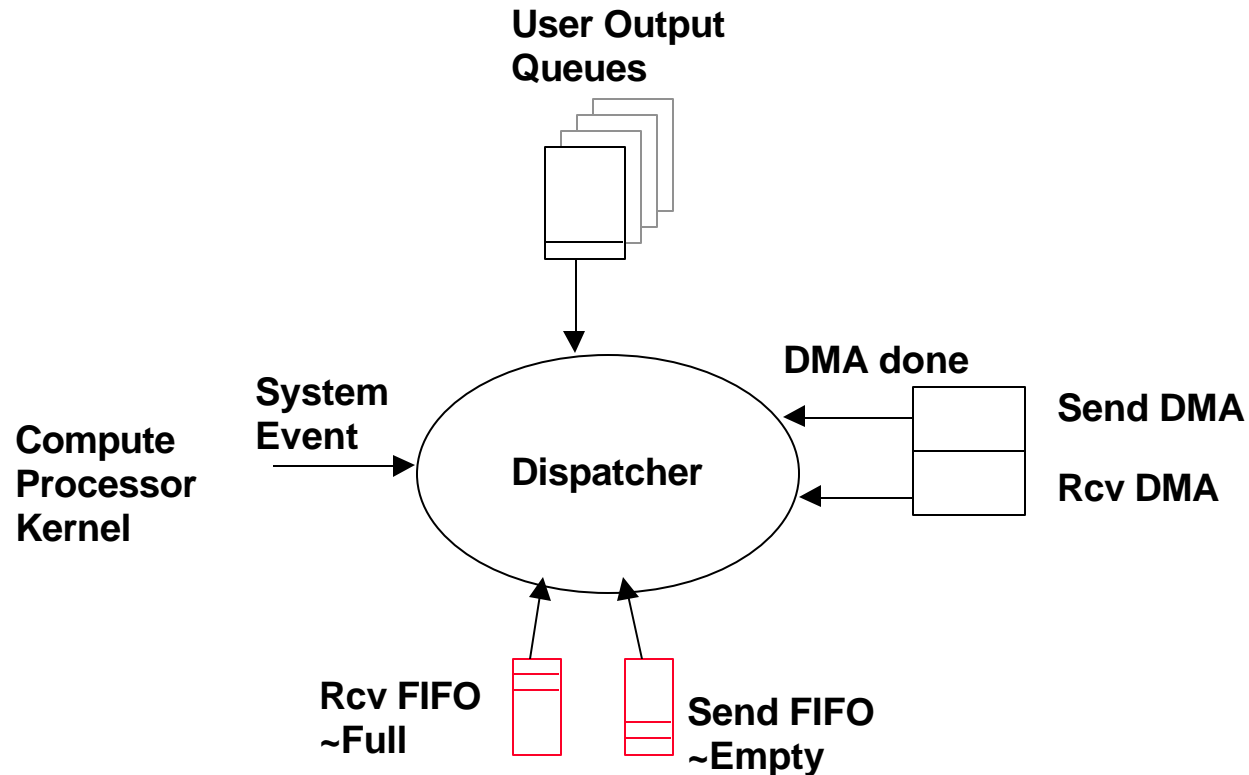 User Output
Queues
DMA done
System
Event
Send DMA
Compute
Processor
Kernel
Dispatcher
Rcv DMA
Rcv FIFO
~Full
Send FIFO
~Empty